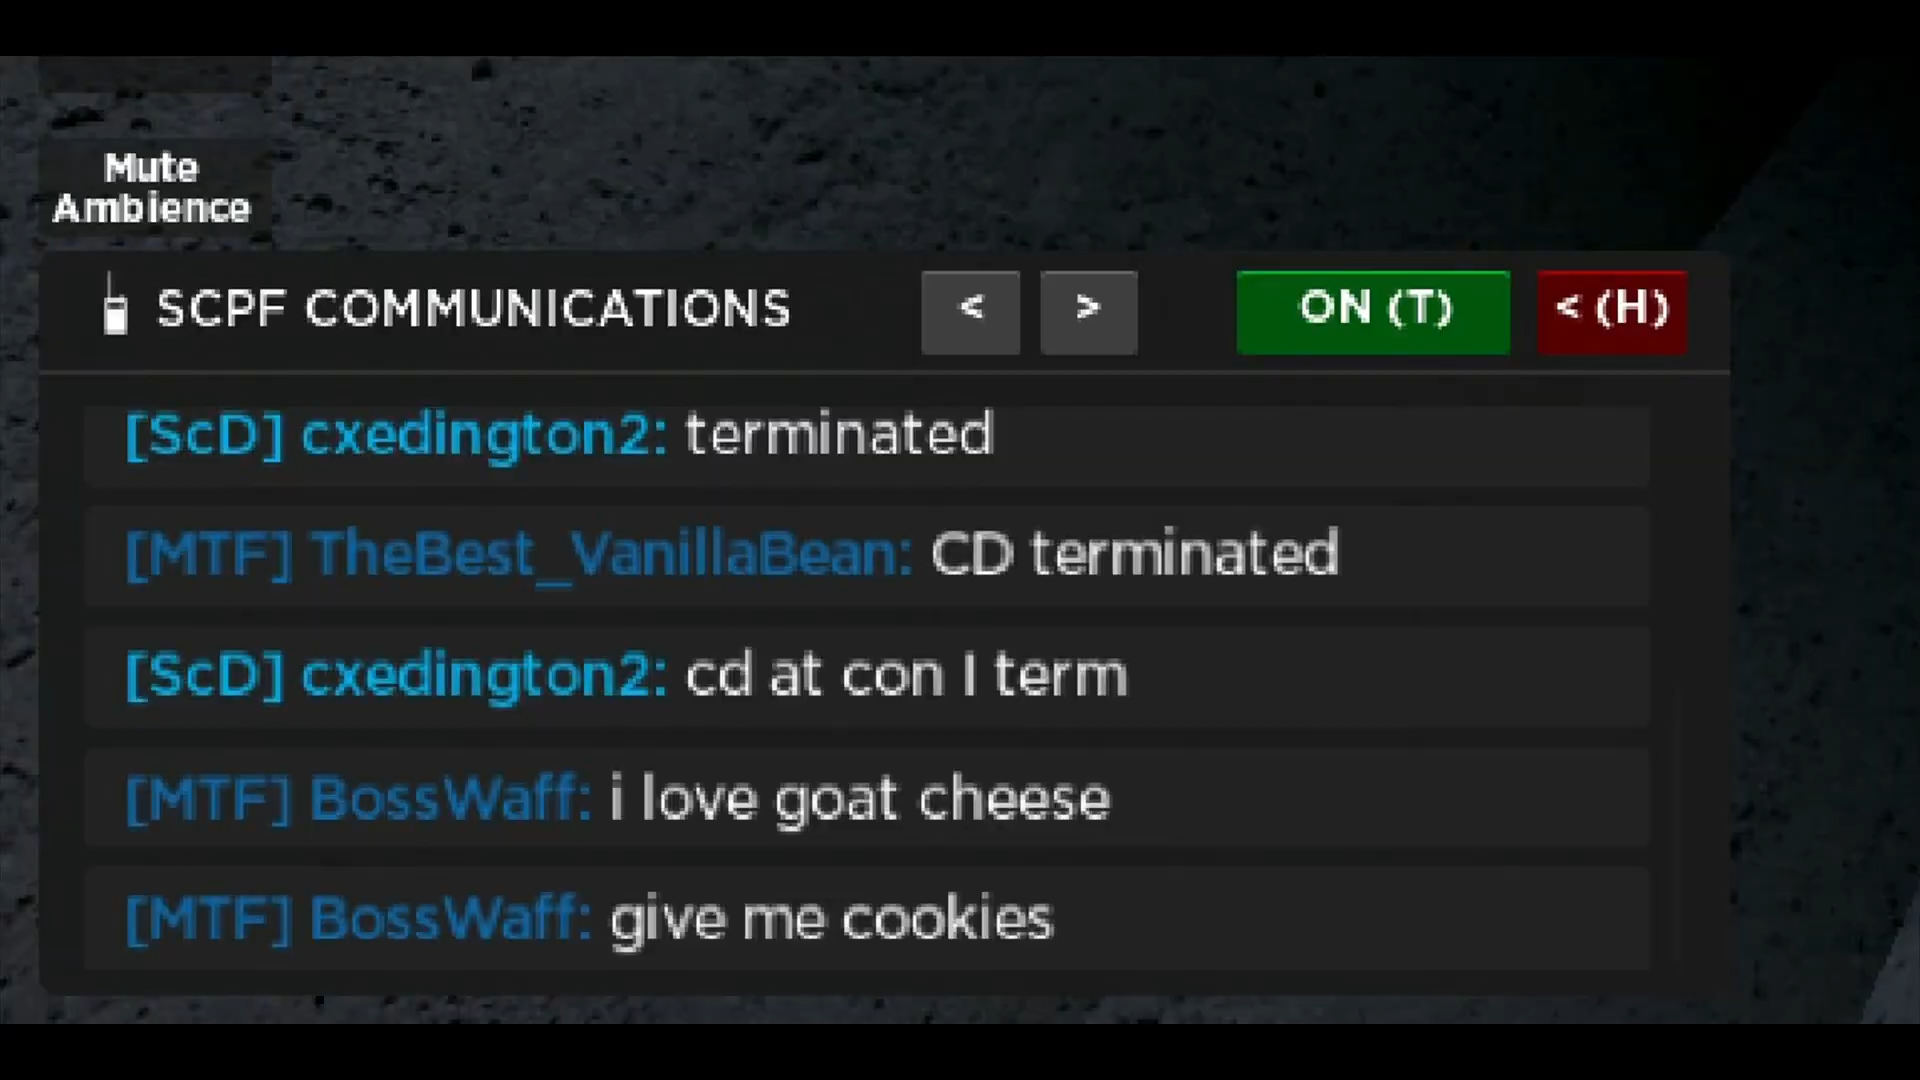 Mute
Ambience
SCPF COMMUNICATIONS < > ON (T) < (H)
[ScD] cxedington2: terminated
[MTF] TheBest_VanillaBean: CD terminated
[ScD] cxedington2: cd at con I term
[MTF] BossWaff: i love goat cheese
[MTF] BossWaff: give me cookies